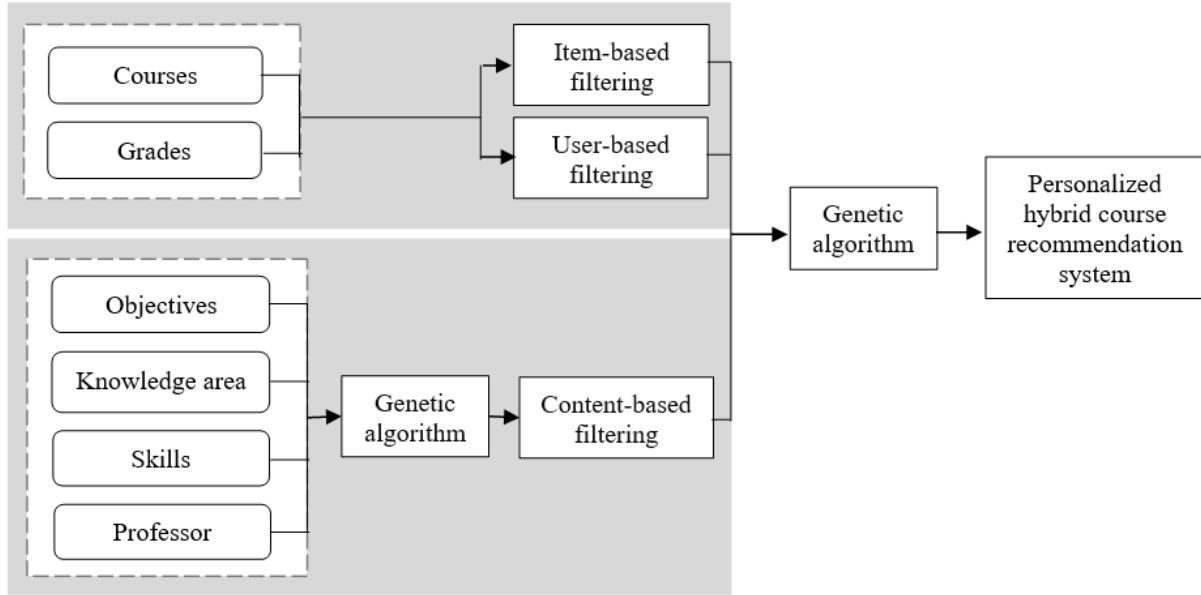 Courses
Grades
Item-based
filtering
User-based
filtering
Objectives
Knowledge area
Skills
Professor
Genetic
algorithm
Content-based
filtering
Genetic
algorithm
Personalized
hybrid course
recommendation
system